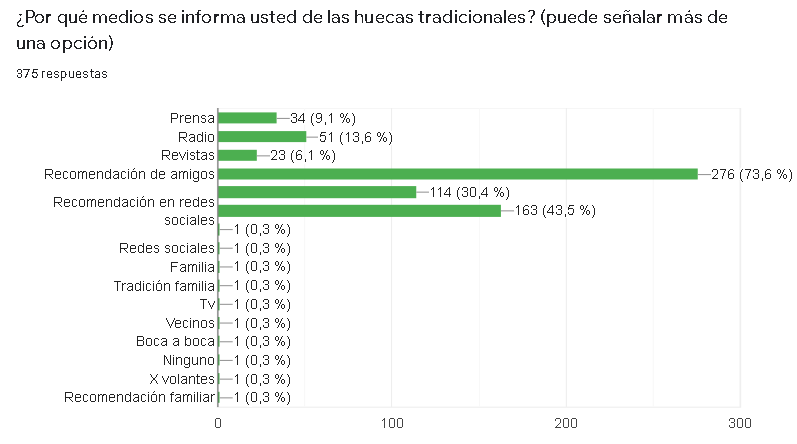 ¿Por qué medios se informa usted de las huecas tradicionales? (puede señalar más de
una opción)
375 respuestas
Prensa 34 (9,1 %)
Radio 51 (13,6 %)
Revistas 23 (6,1 %)
Recomendación de amigos 276 (73,6 %)
114 (30,4 %)
Recomendación en redes
163 (43,5 %)
sociales
1 (0,3 %)
Redes sociales 1 (0,3 %)
Familia 1 (0,3 %)
Tradición familia 1 (0,3 %)
Tv 1 (0,3 %)
Vecinos 1 (0,3 %)
Boca a boca 1 (0,3 %)
Ninguno 1 (0,3 %)
X volantes 1 (0,3 %)
Recomendación familiar 1 (0,3 %)
0 100 200 300